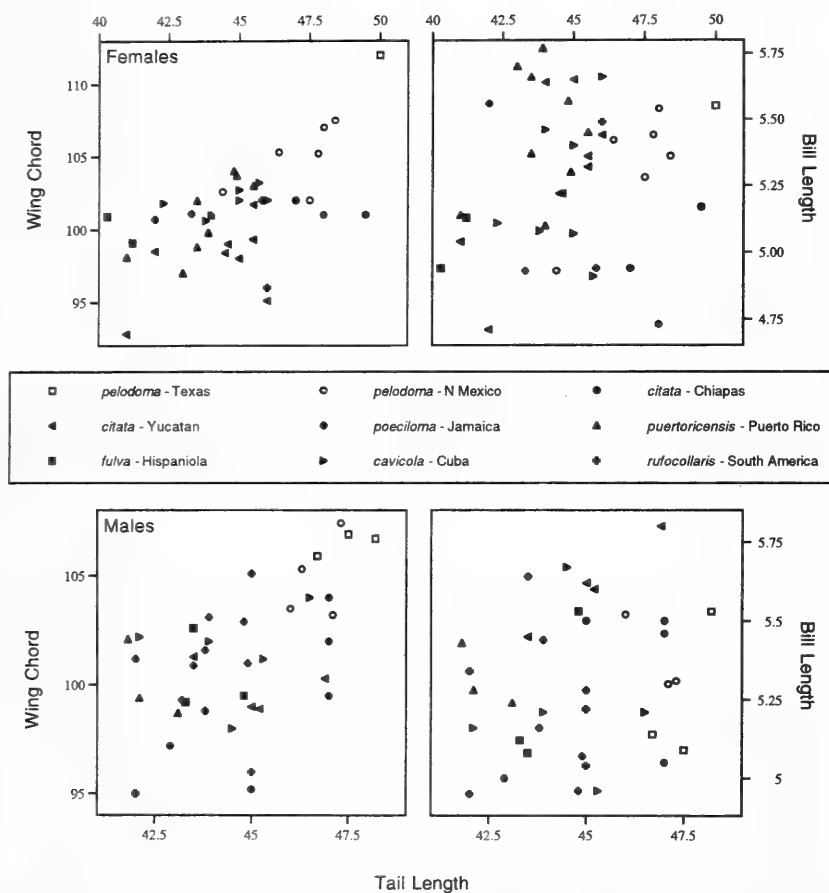 40 42.5 45 47.5 50 40 42.5 45 47.5 50
Females
110
105
100
95
Wing Chord
5.75
5.50
5.25
5.00
4.75
Bill Length
pelodoma - Texas pelodoma - N Mexico citata - Chiapas
citata - Yucatan poeciloma - Jamaica puertoricensis - Puerto Rico
fulva - Hispaniola cavicola - Cuba rufocollaris - South America
Males
105
100
95
Wing Chord
5.75
5.5
5.25
5
Bill Length
42.5 45 47.5 42.5 45 47.5
Tail Length